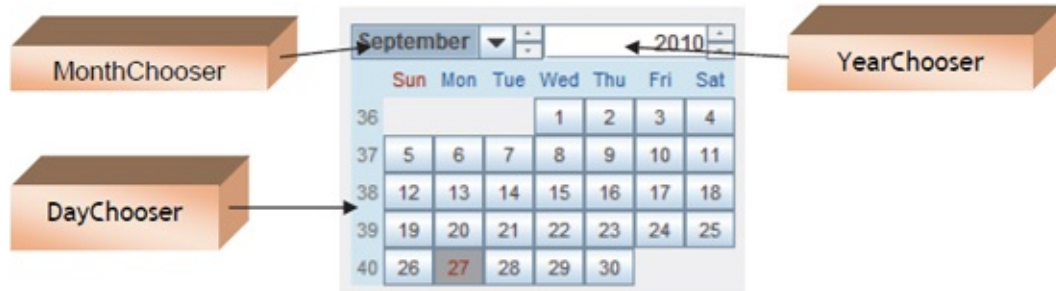 MonthChooser
September 2010
YearChooser
Sun Mon Tue Wed Thu Fri Sat
36 1 2 3 4
37 5 6 7 8 9 10 11
38 12 13 14 15 16 17 18
DayChooser
39 19 20 21 22 23 24 25
40 26 27 28 29 30